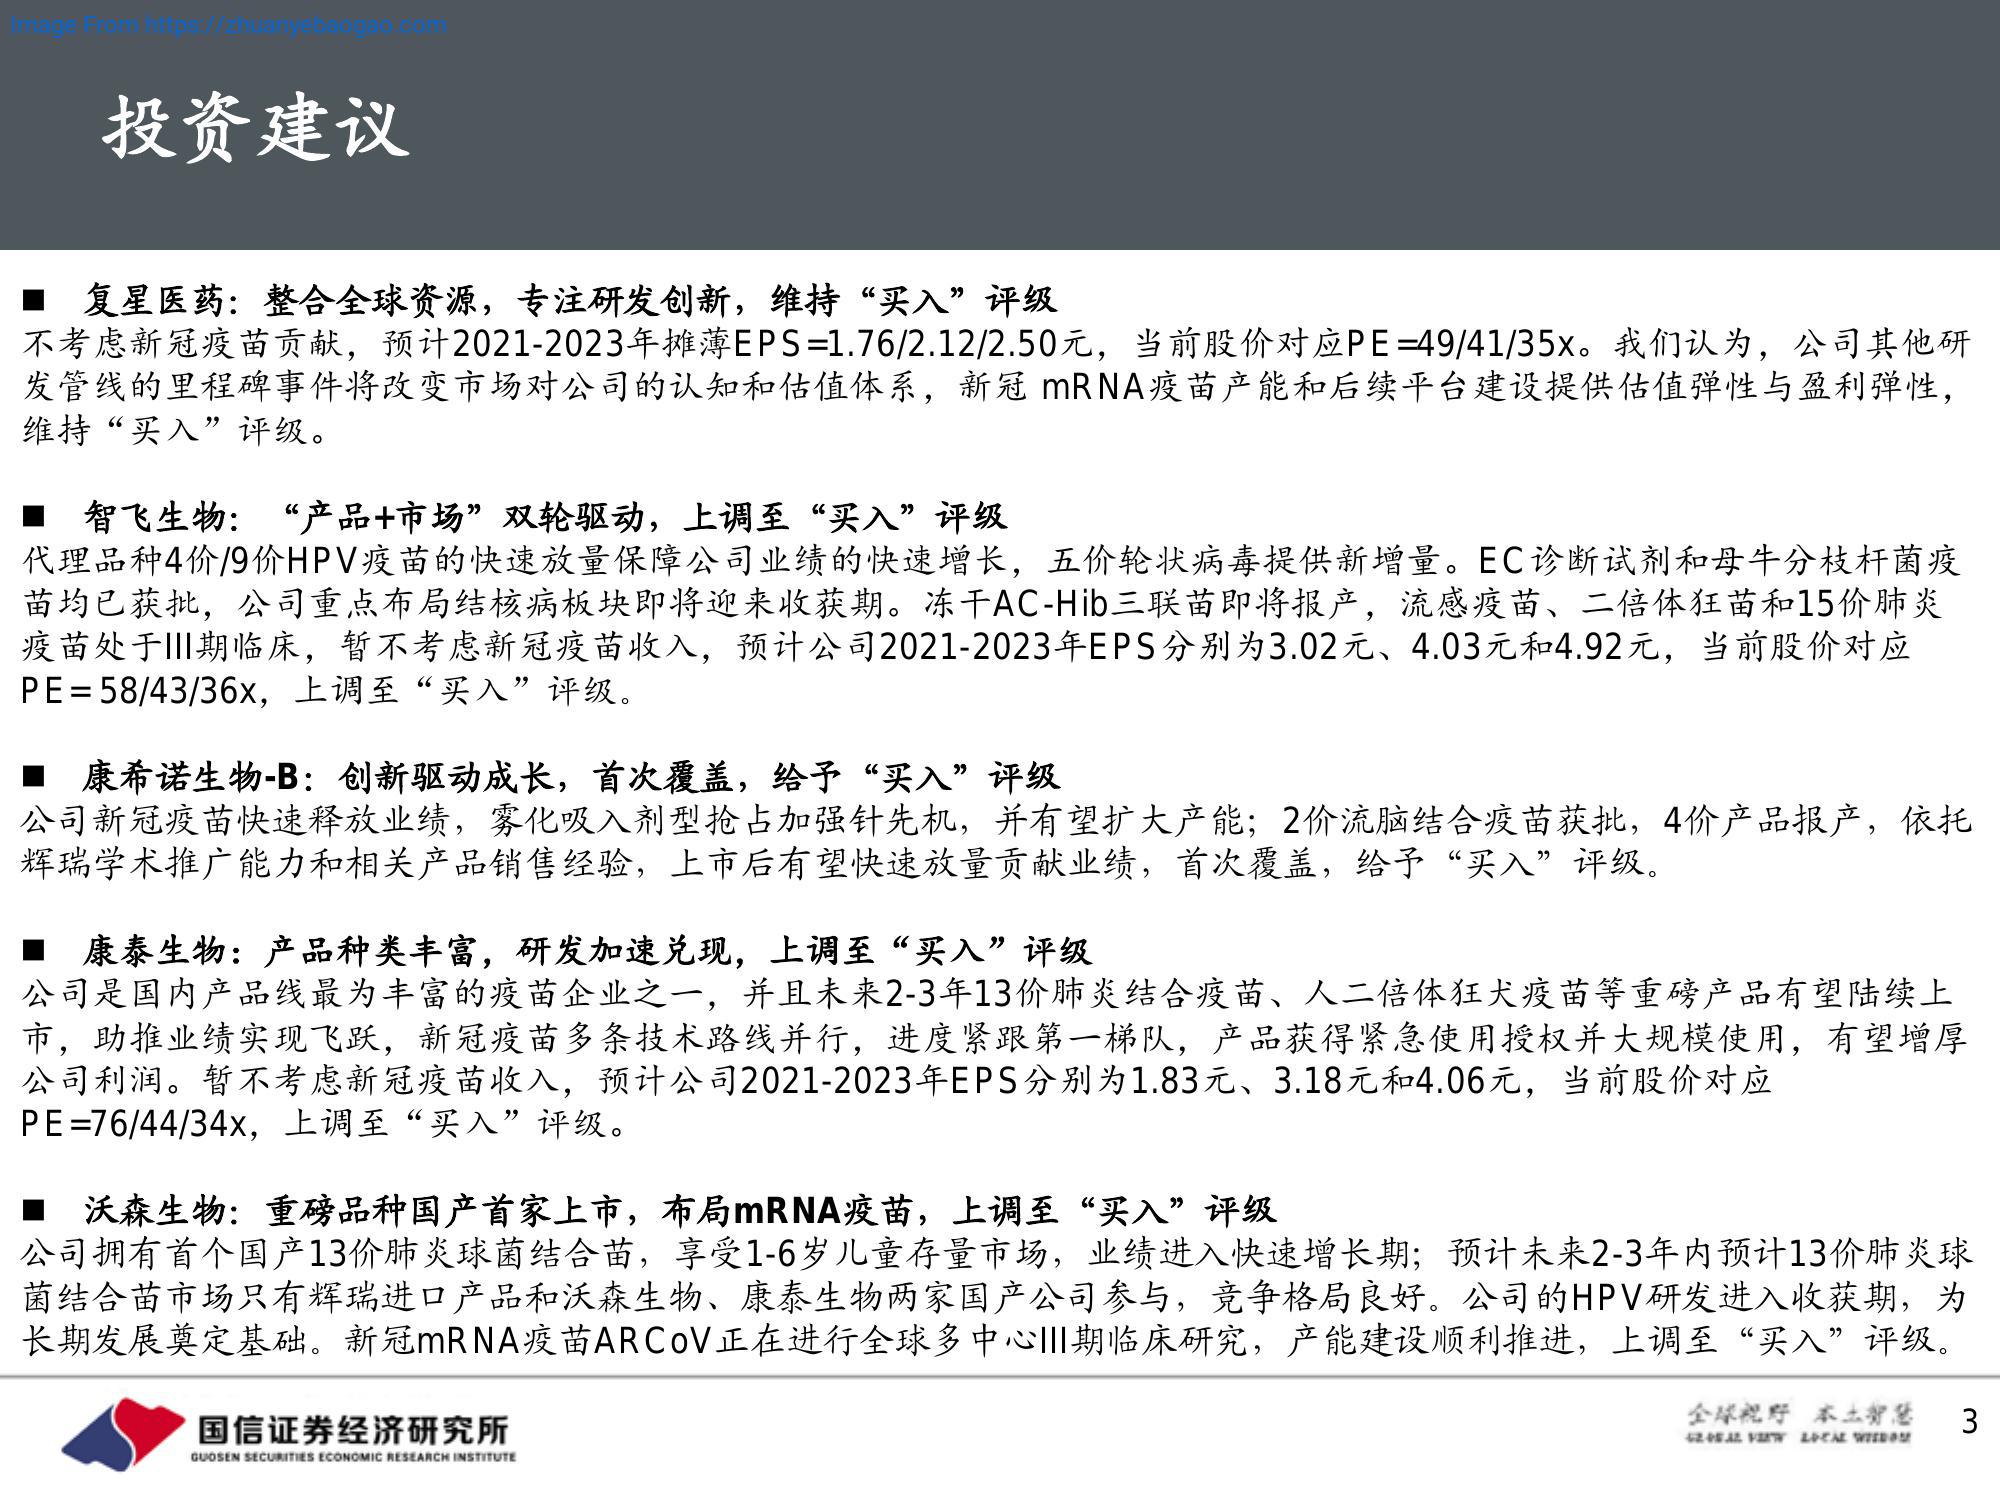 Image From https://zhuanyebaogao.com
投资建议
■ 复星医药：整合全球资源，专注研发创新，维持“买入”评级
不考虑新冠疫苗贡献，预计2021-2023年摊薄EPS=1.76/2.12/2.50元，当前股价对应PE=49/41/35x。我们认为，公司其他研
发管线的里程碑事件将改变市场对公司的认知和估值体系，新冠 mRNA疫苗产能和后续平台建设提供估值弹性与盈利弹性，
维持“买入”评级。
■ 智飞生物：“产品+市场”双轮驱动，上调至“买入”评级
代理品种4价/9价HPV疫苗的快速放量保障公司业绩的快速增长，五价轮状病毒提供新增量。EC诊断试剂和母牛分枝杆菌疫
苗均已获批，公司重点布局结核病板块即将迎来收获期。冻干AC-Hib三联苗即将报产，流感疫苗、二倍体狂苗和15价肺炎
疫苗处于III期临床，暂不考虑新冠疫苗收入，预计公司2021-2023年EPS分别为3.02元、4.03元和4.92元，当前股价对应
PE= 58/43/36x，上调至“买入”评级。
■ 康希诺生物-B：创新驱动成长，首次覆盖，给予“买入”评级
公司新冠疫苗快速释放业绩，雾化吸入剂型抢占加强针先机，并有望扩大产能；2价流脑结合疫苗获批，4价产品报产，依托
辉瑞学术推广能力和相关产品销售经验，上市后有望快速放量贡献业绩，首次覆盖，给予“买入”评级。
■ 康泰生物：产品种类丰富，研发加速兑现，上调至“买入”评级
公司是国内产品线最为丰富的疫苗企业之一，并且未来2-3年13价肺炎结合疫苗、人二倍体狂犬疫苗等重磅产品有望陆续上
市，助推业绩实现飞跃，新冠疫苗多条技术路线并行，进度紧跟第一梯队，产品获得紧急使用授权并大规模使用，有望增厚
公司利润。暂不考虑新冠疫苗收入，预计公司2021-2023年EPS分别为1.83元、3.18元和4.06元，当前股价对应
PE=76/44/34x，上调至“买入”评级。
■ 沃森生物：重磅品种国产首家上市，布局mRNA疫苗，上调至“买入”评级
公司拥有首个国产13价肺炎球菌结合苗，享受1-6岁儿童存量市场，业绩进入快速增长期；预计未来2-3年内预计13价肺炎球
菌结合苗市场只有辉瑞进口产品和沃森生物、康泰生物两家国产公司参与，竞争格局良好。公司的HPV研发进入收获期，为
长期发展奠定基础。新冠mRNA疫苗ARCoV正在进行全球多中心III期临床研究，产能建设顺利推进，上调至“买入”评级。
国信证券经济研究所
GUOSEN SECURITIES ECONOMIC RESEARCH INSTITUTE
全球视野 本土智慧
GLOBAL VIEW LOCAL WISDOM
3